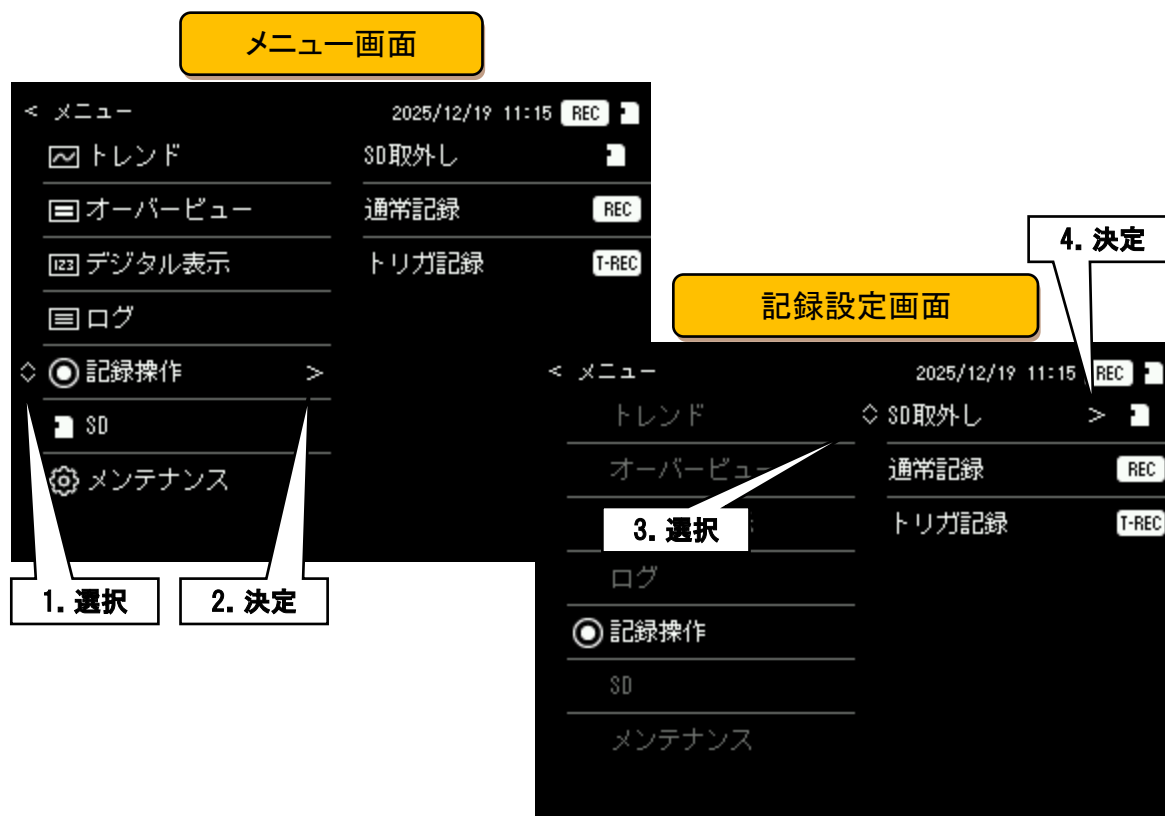 メニュー画面
< メニュー 2025/12/19 11:15 REC
トレンド
オーバービュー
123 デジタル表示
ログ
記録操作 >
SD
メンテナンス
SD取外し
通常記録 REC
トリガ記録 T-REC
1. 選択
2. 決定
記録設定画面
< メニュー 2025/12/19 11:15 REC
トレンド
オーバービュー
ログ
記録操作
SD
メンテナンス
SD取外し >
通常記録 REC
トリガ記録 T-REC
3. 選択
4. 決定